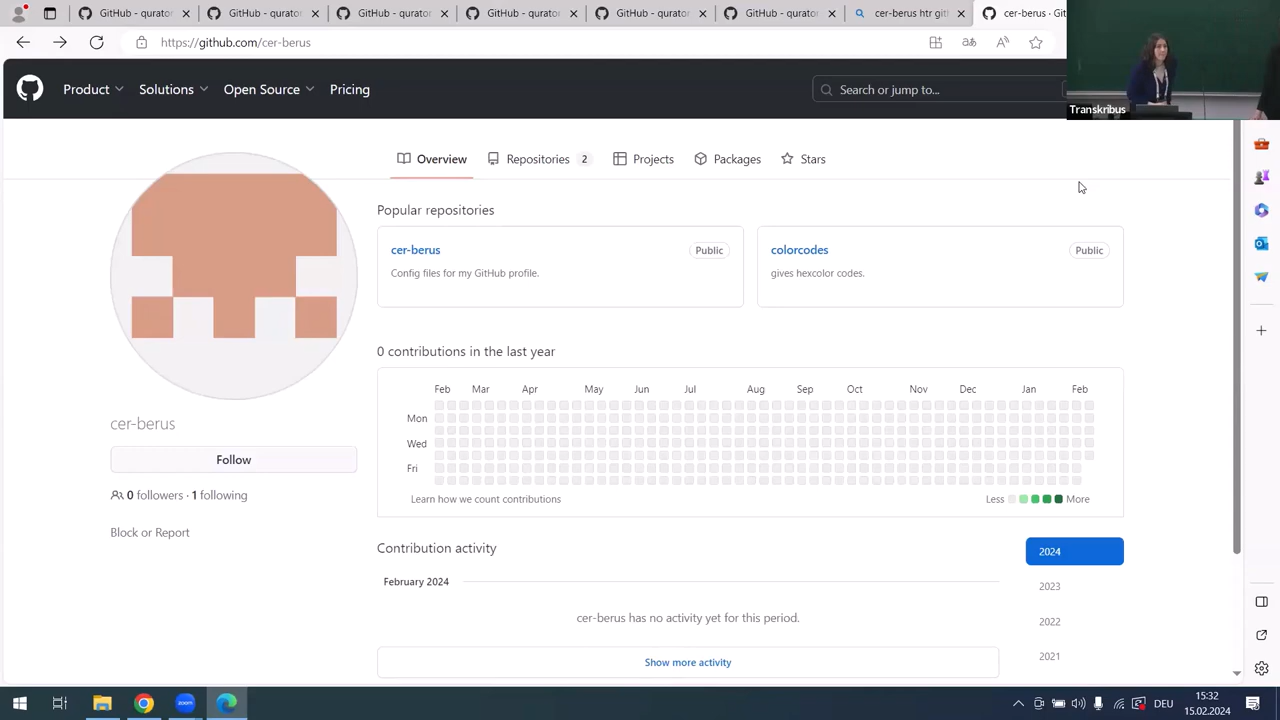 GitHub - qurator
GitHub - qurator
GitHub - qurator
GitHub - qurator
GitHub - qurator
GitHub - qurator
cer-berus htr gith
cer-berus · Git
https://github.com/cer-berus
Product
Solutions
Open Source
Pricing
Search or jump to...
Transkribus
Overview
Repositories 2
Projects
Packages
Stars
Popular repositories
cer-berus Public
Config files for my GitHub profile.
colorcodes Public
gives hexcolor codes.
0 contributions in the last year
Feb Mar Apr May Jun Jul Aug Sep Oct Nov Dec Jan Feb
Mon
Wed
Fri
Learn how we count contributions
Less More
cer-berus
Follow
0 followers · 1 following
Block or Report
Contribution activity
2024
2023
2022
2021
February 2024
cer-berus has no activity yet for this period.
Show more activity
zoom
DEU
15:32
15.02.2024